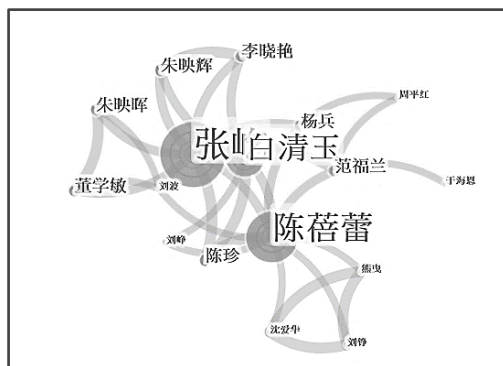 李晓艳
朱映辉
周平红
朱映晖
杨兵
张屾
白清玉
范福兰
于海恩
董学敏
刘波
陈蓓蕾
刘峥
陈珍
熊曳
沈爱华
刘铮